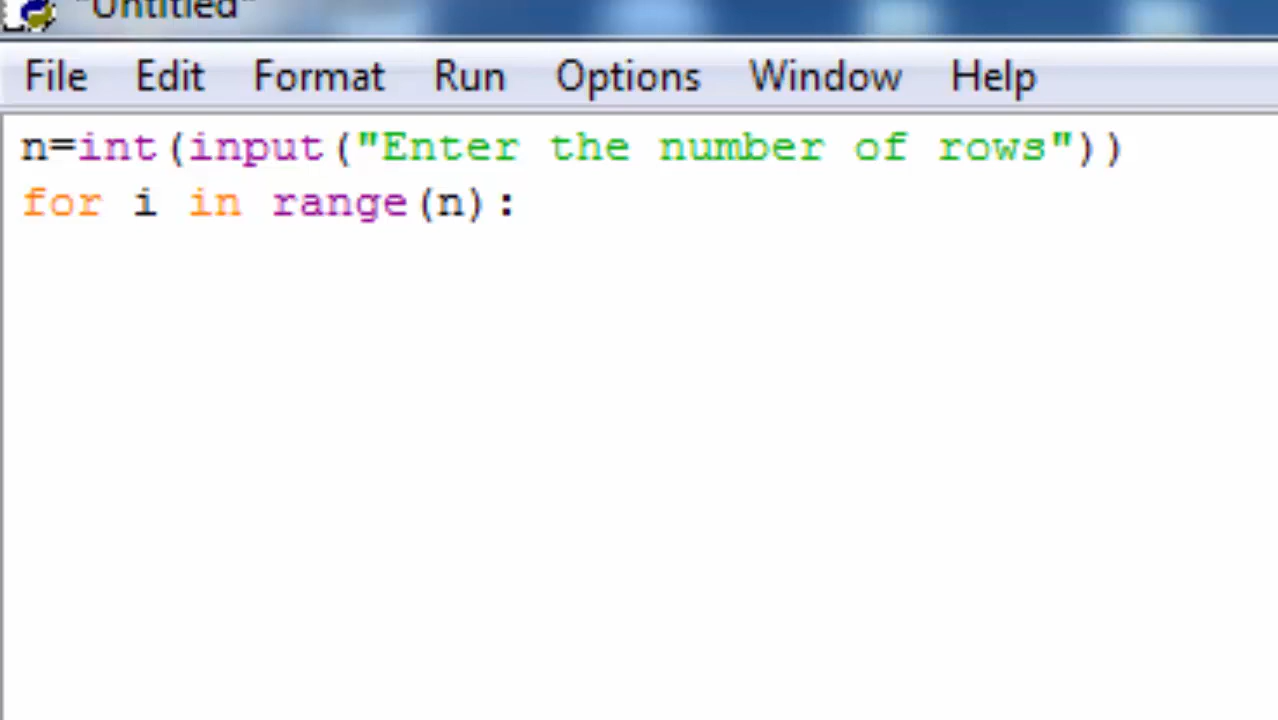 "Untitled"
File Edit Format Run Options Window Help
n=int(input("Enter the number of rows"))
for i in range(n):